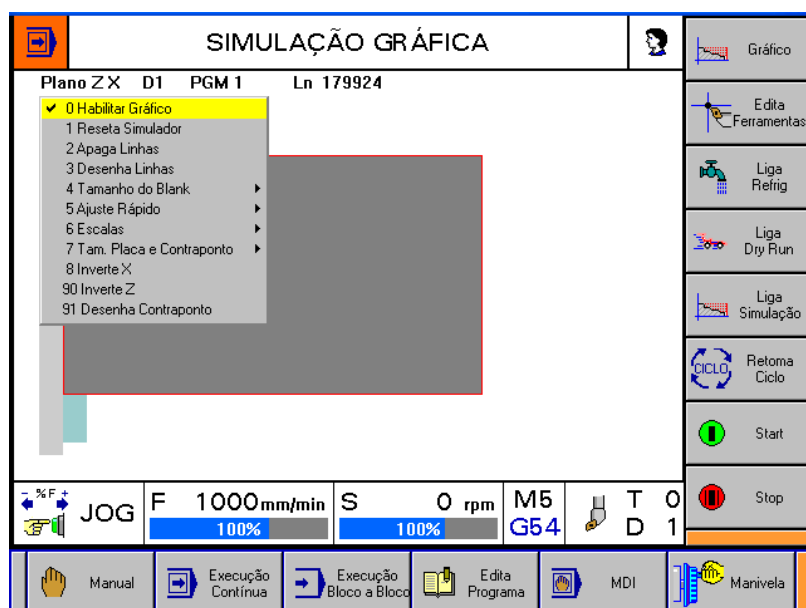 SIMULAÇÃO GRÁFICA
Plano Z X D1 PGM 1 Ln 179924
0 Habilitar Gráfico
1 Reseta Simulador
2 Apaga Linhas
3 Desenha Linhas
4 Tamanho do Blank
5 Ajuste Rápido
6 Escalas
7 Tam. Placa e Contraponto
8 Inverte X
90 Inverte Z
91 Desenha Contraponto
Gráfico
Edita
Ferramentas
Liga
Refrig
Liga
Dry Run
Liga
Simulação
CICLO
Retoma
Ciclo
Start
Stop
- % F +
JOG
F 1000 mm/min
100%
S 0 rpm
100%
M5
G54
T 0
D 1
Manual
Execução
Contínua
Execução
Bloco a Bloco
Edita
Programa
MDI
Manivela